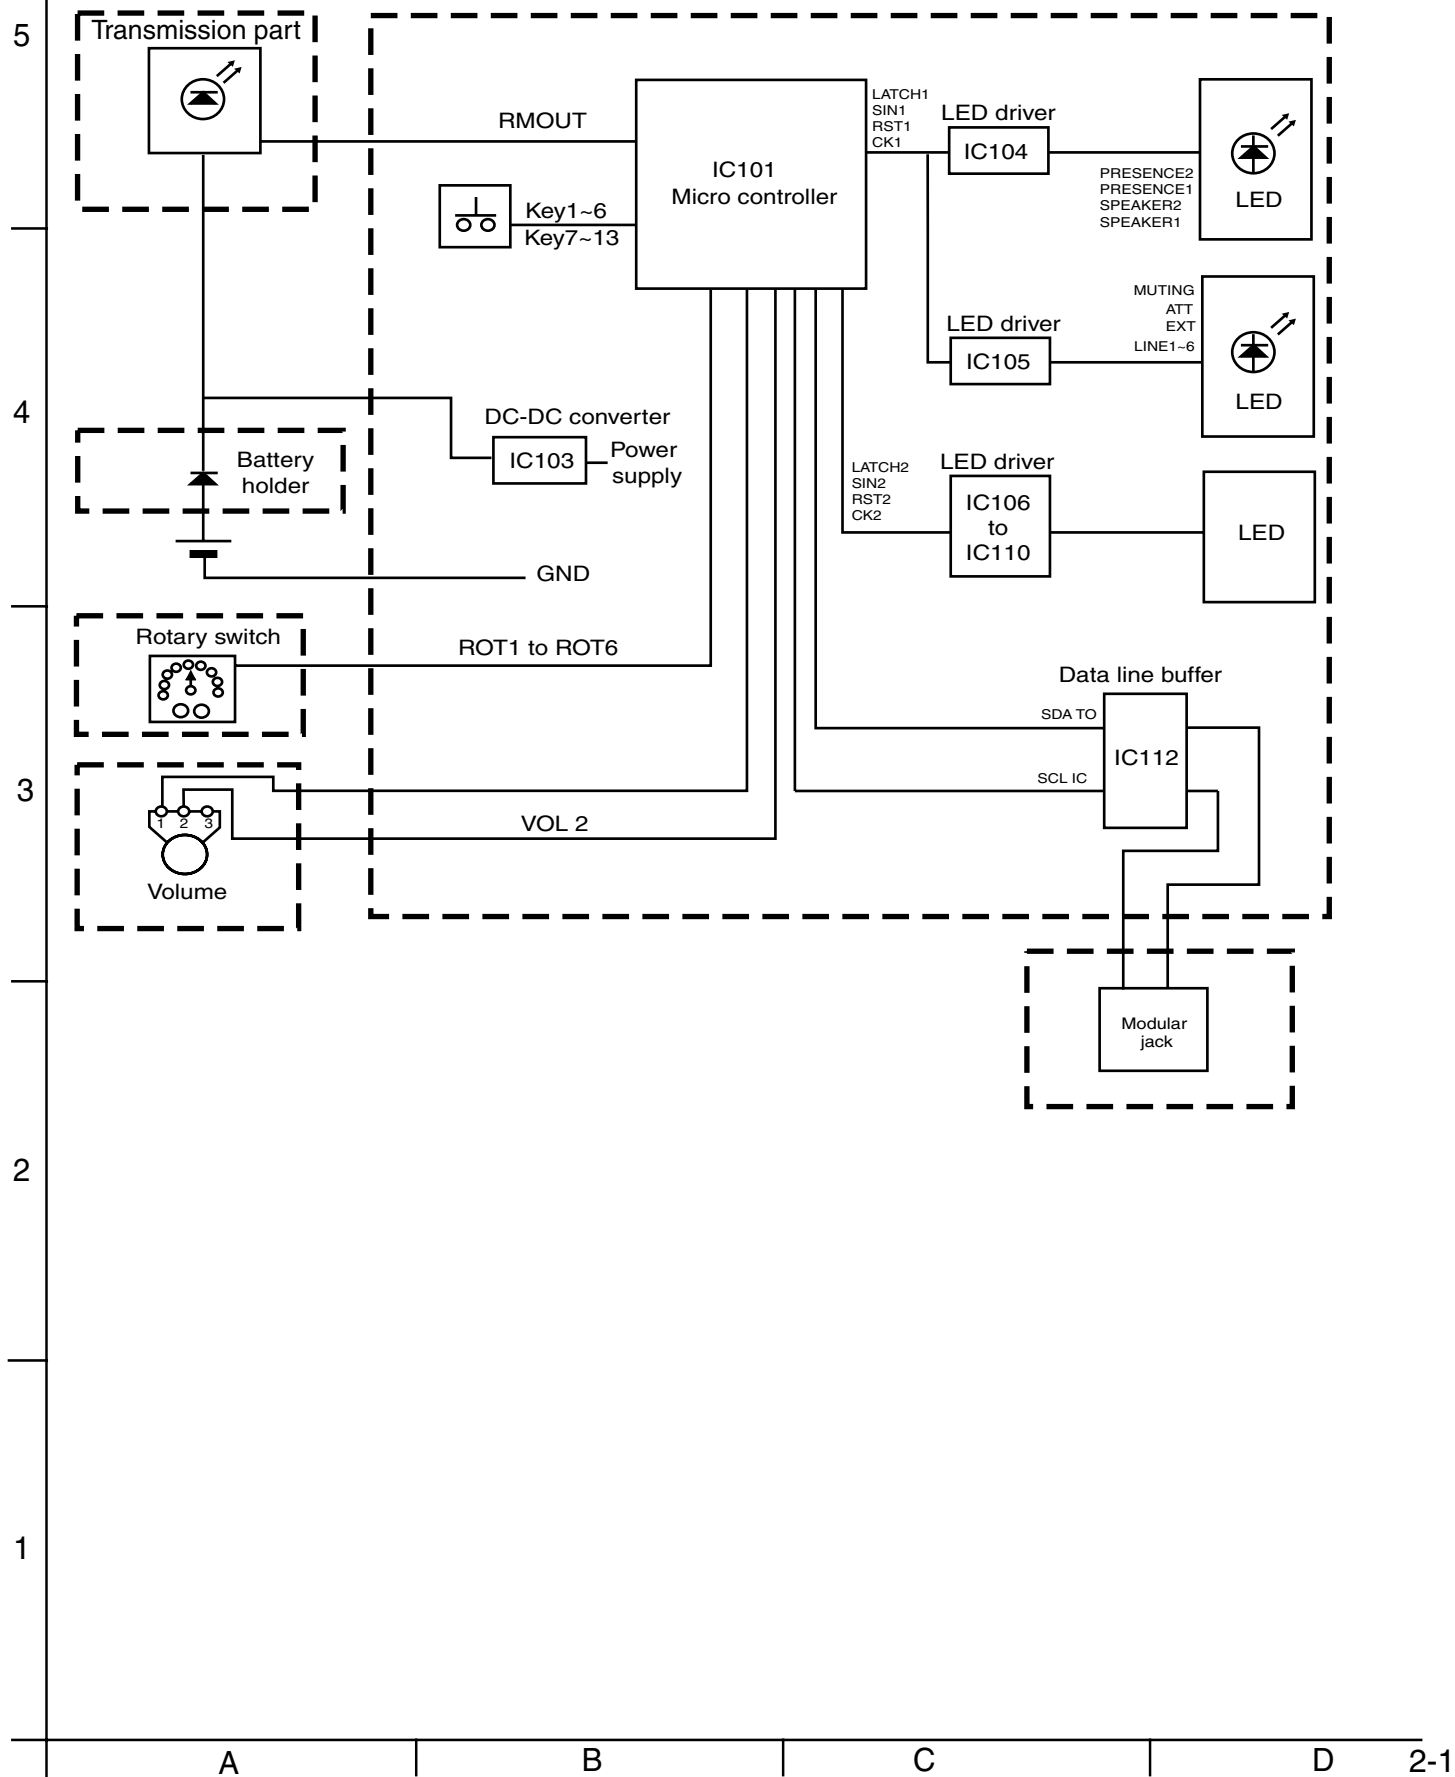 5
Transmission part
RMOUT
Key1~6
Key7~13
IC101
Micro controller
LATCH1
SIN1
RST1
CK1
LED driver
IC104
PRESENCE2
PRESENCE1
SPEAKER2
SPEAKER1
LED
MUTING
ATT
EXT
LINE1~6
LED driver
IC105
LED
4
DC-DC converter
IC103
Power
supply
Battery
holder
GND
LATCH2
SIN2
RST2
CK2
LED driver
IC106
to
IC110
LED
Rotary switch
ROT1 to ROT6
Data line buffer
SDA TO
IC112
SCL IC
3
1 2 3
Volume
VOL 2
Modular
jack
2
1
A
B
C
D
2-1